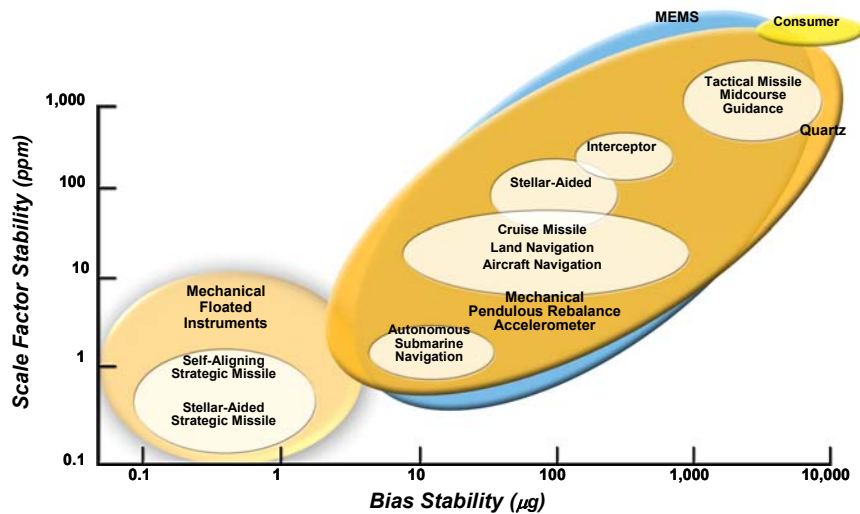 MEMS
Consumer
Tactical Missile
Midcourse
Guidance
Quartz
Interceptor
Stellar-Aided
Cruise Missile
Land Navigation
Aircraft Navigation
Mechanical
Pendulous Rebalance
Accelerometer
Autonomous
Submarine
Navigation
Mechanical
Floated
Instruments
Self-Aligning
Strategic Missile
Stellar-Aided
Strategic Missile
Scale Factor Stability (ppm)
1,000
100
10
1
0.1
0.1
1
10
100
1,000
10,000
Bias Stability (µg)